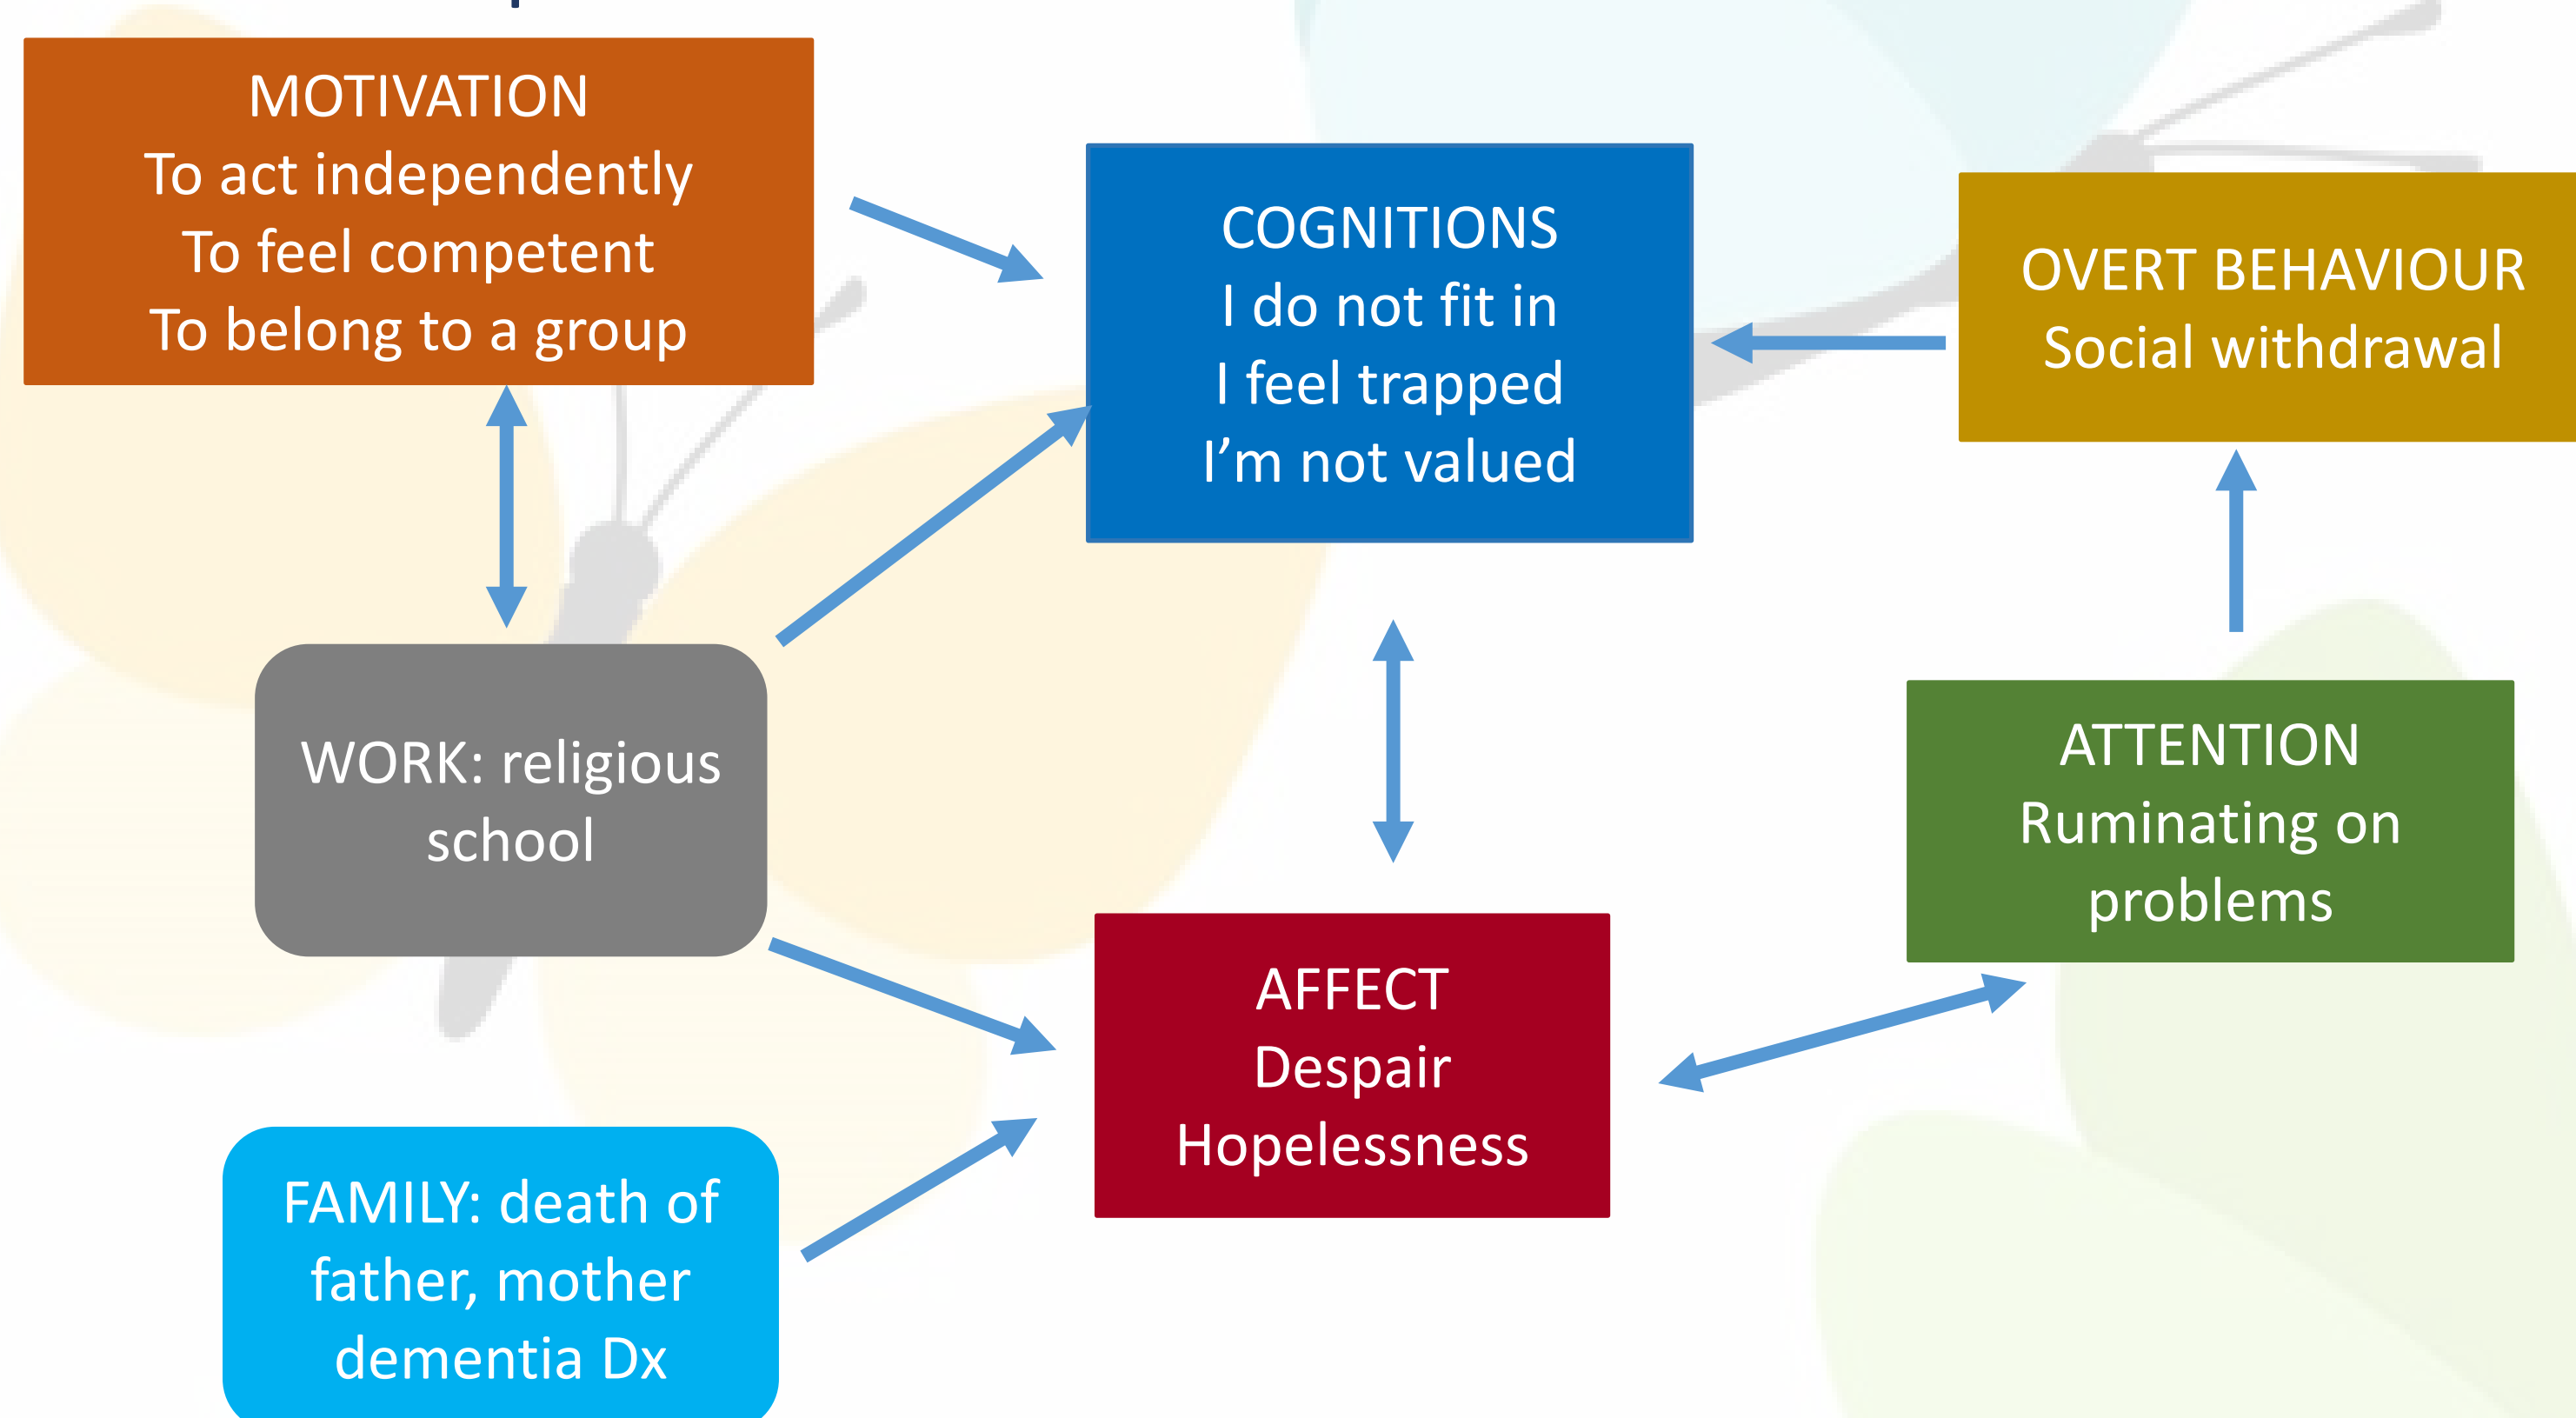 MOTIVATION
To act independently
To feel competent
To belong to a group
COGNITIONS
I do not fit in
I feel trapped
I’m not valued
OVERT BEHAVIOUR
Social withdrawal
WORK: religious
school
ATTENTION
Ruminating on
problems
AFFECT
Despair
Hopelessness
FAMILY: death of
father, mother
dementia Dx